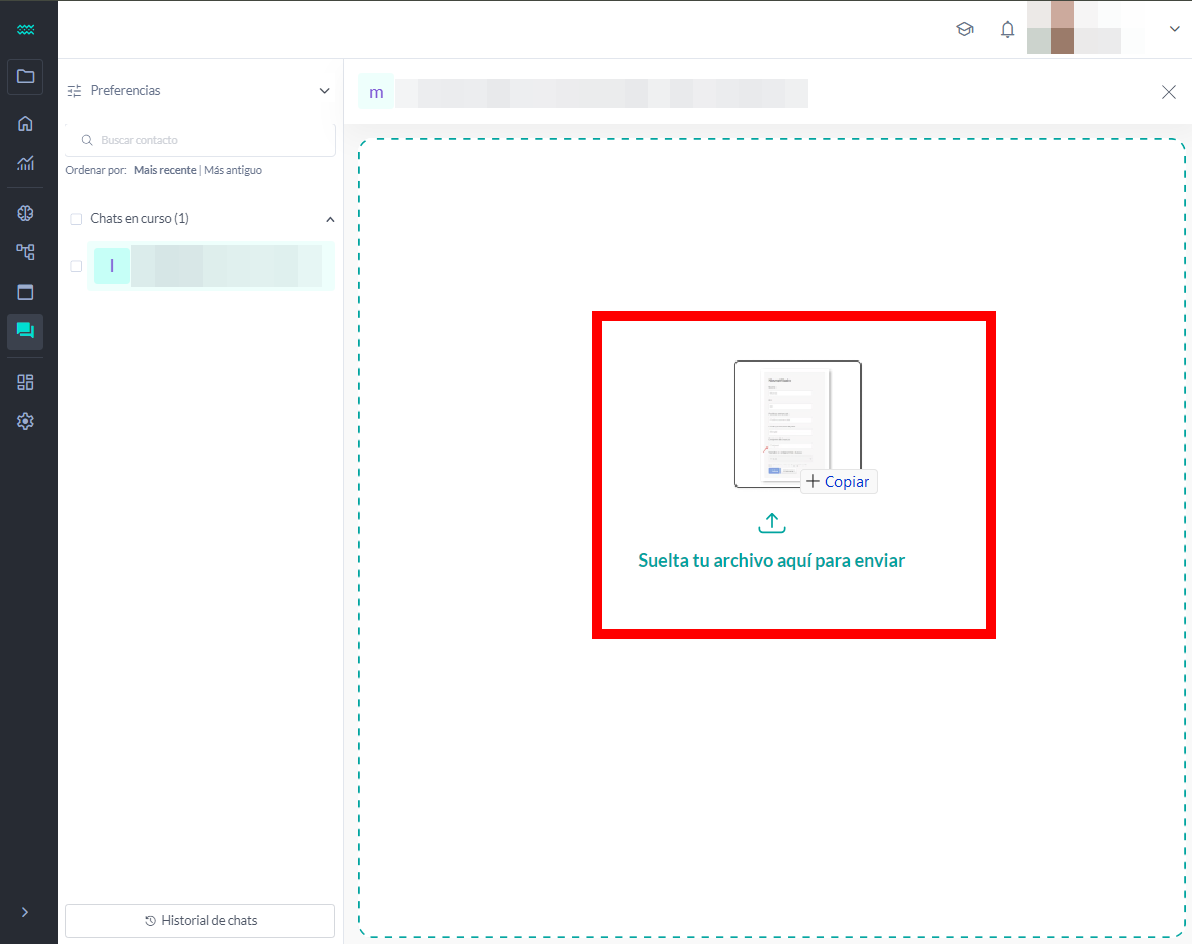 Preferencias
m
Buscar contacto
Ordenar por: Mais recente | Más antiguo
Chats en curso (1)
l
Copiar
Suelta tu archivo aquí para enviar
Historial de chats